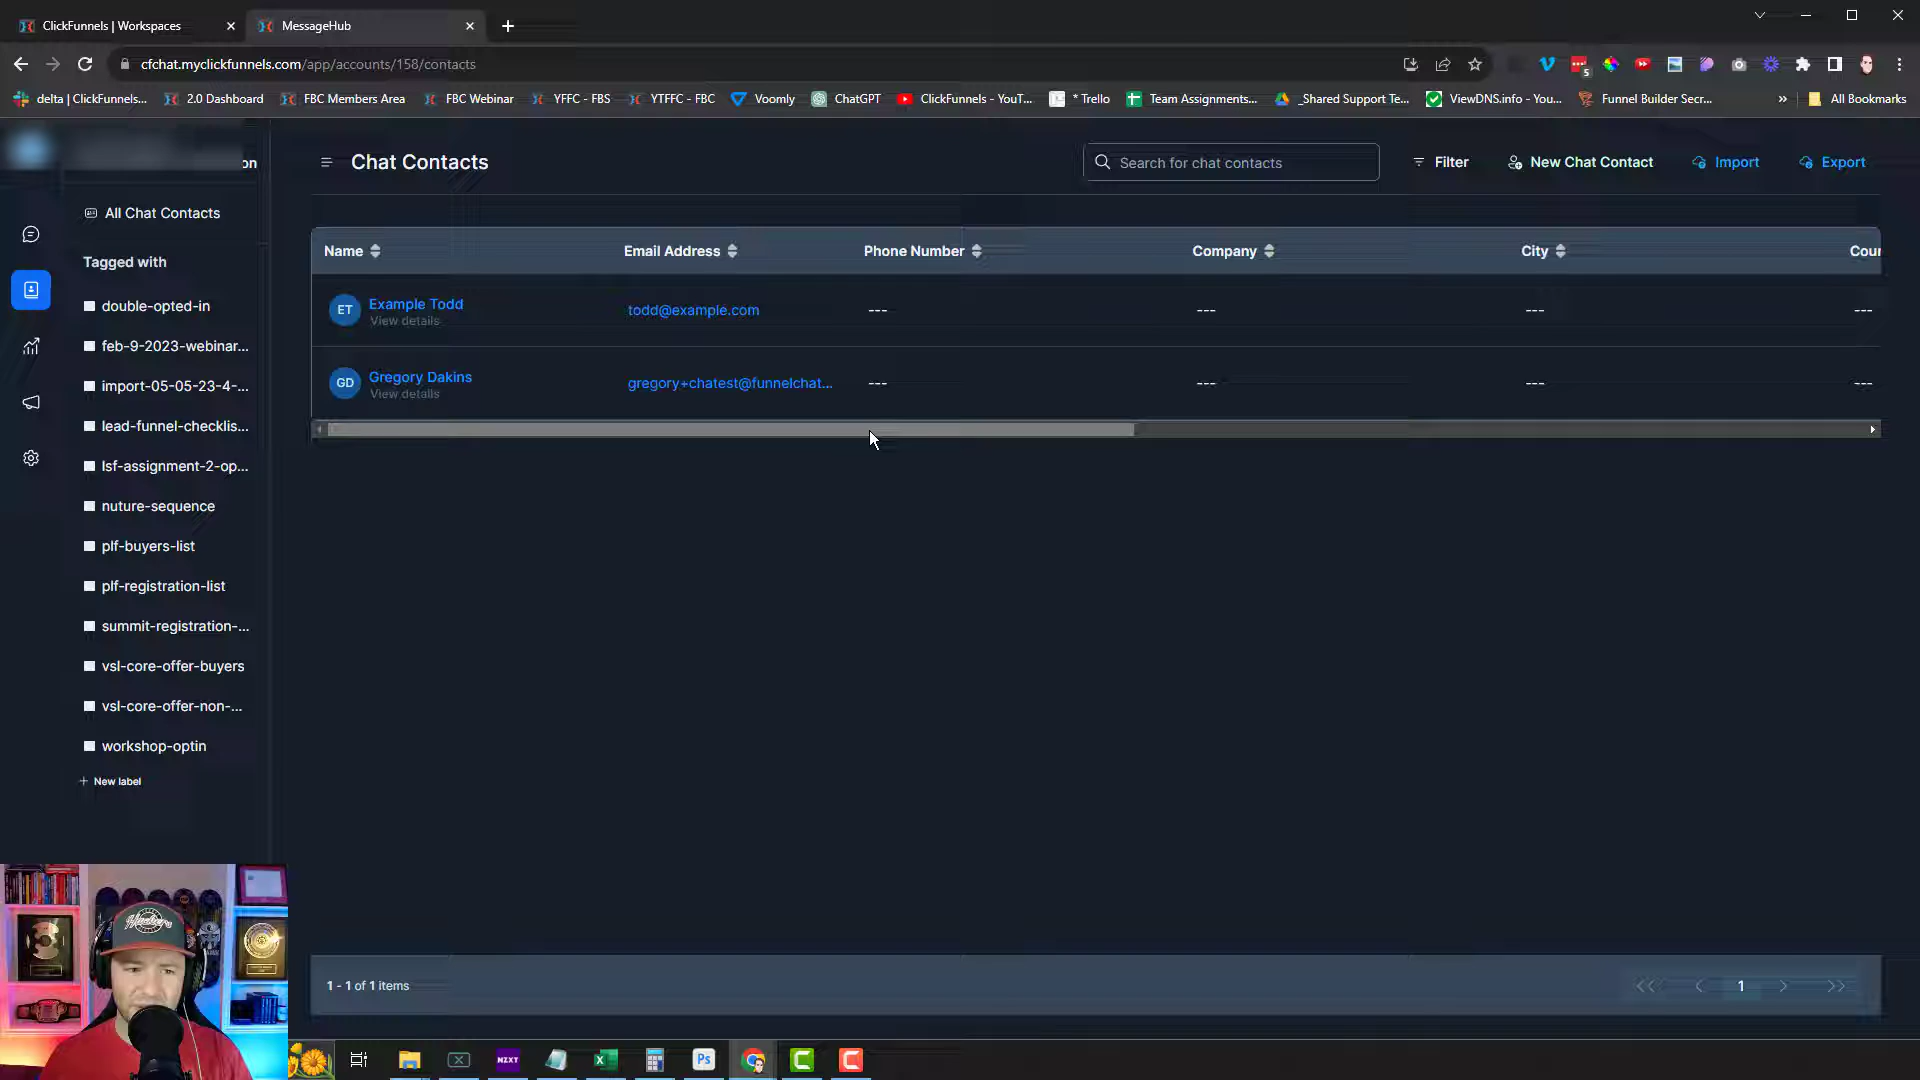 ClickFunnels | Workspaces
MessageHub
cfchat.myclickfunnels.com/app/accounts/158/contacts
5
delta | ClickFunnels...
2.0 Dashboard
FBC Members Area
FBC Webinar
YFFC - FBS
YTFFC - FBC
Voomly
ChatGPT
ClickFunnels - YouT...
* Trello
Team Assignments...
_Shared Support Te...
ViewDNS.info - You...
Funnel Builder Secr...
»
All Bookmarks
on
Chat Contacts
Search for chat contacts
Filter
New Chat Contact
Import
Export
All Chat Contacts
Tagged with
double-opted-in
feb-9-2023-webinar...
import-05-05-23-4-...
lead-funnel-checklis...
lsf-assignment-2-op...
nuture-sequence
plf-buyers-list
plf-registration-list
summit-registration-...
vsl-core-offer-buyers
vsl-core-offer-non-...
workshop-optin
+ New label
Name
Email Address
Phone Number
Company
City
Cour
ET
Example Todd
View details
todd@example.com
---
---
---
---
GD
Gregory Dakins
View details
gregory+chatest@funnelchat...
---
---
---
---
1 - 1 of 1 items
1
NZXT
Ps